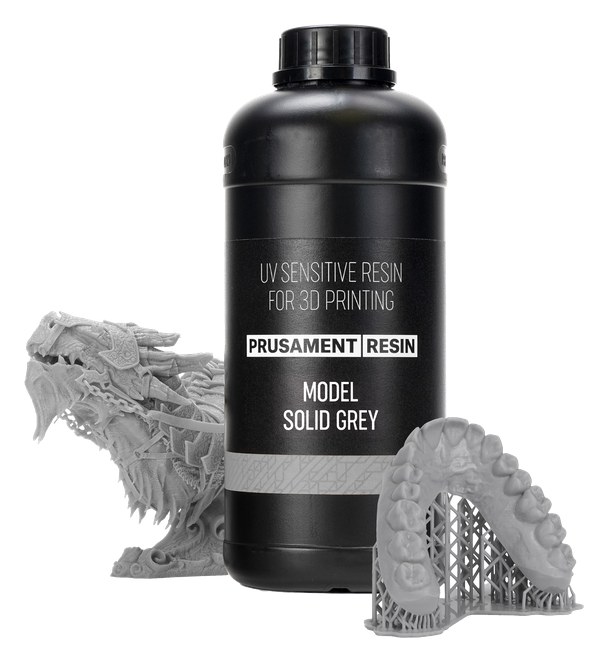 UV SENSITIVE RESIN
FOR 3D PRINTING
PRUSAMENT RESIN
MODEL
SOLID GREY